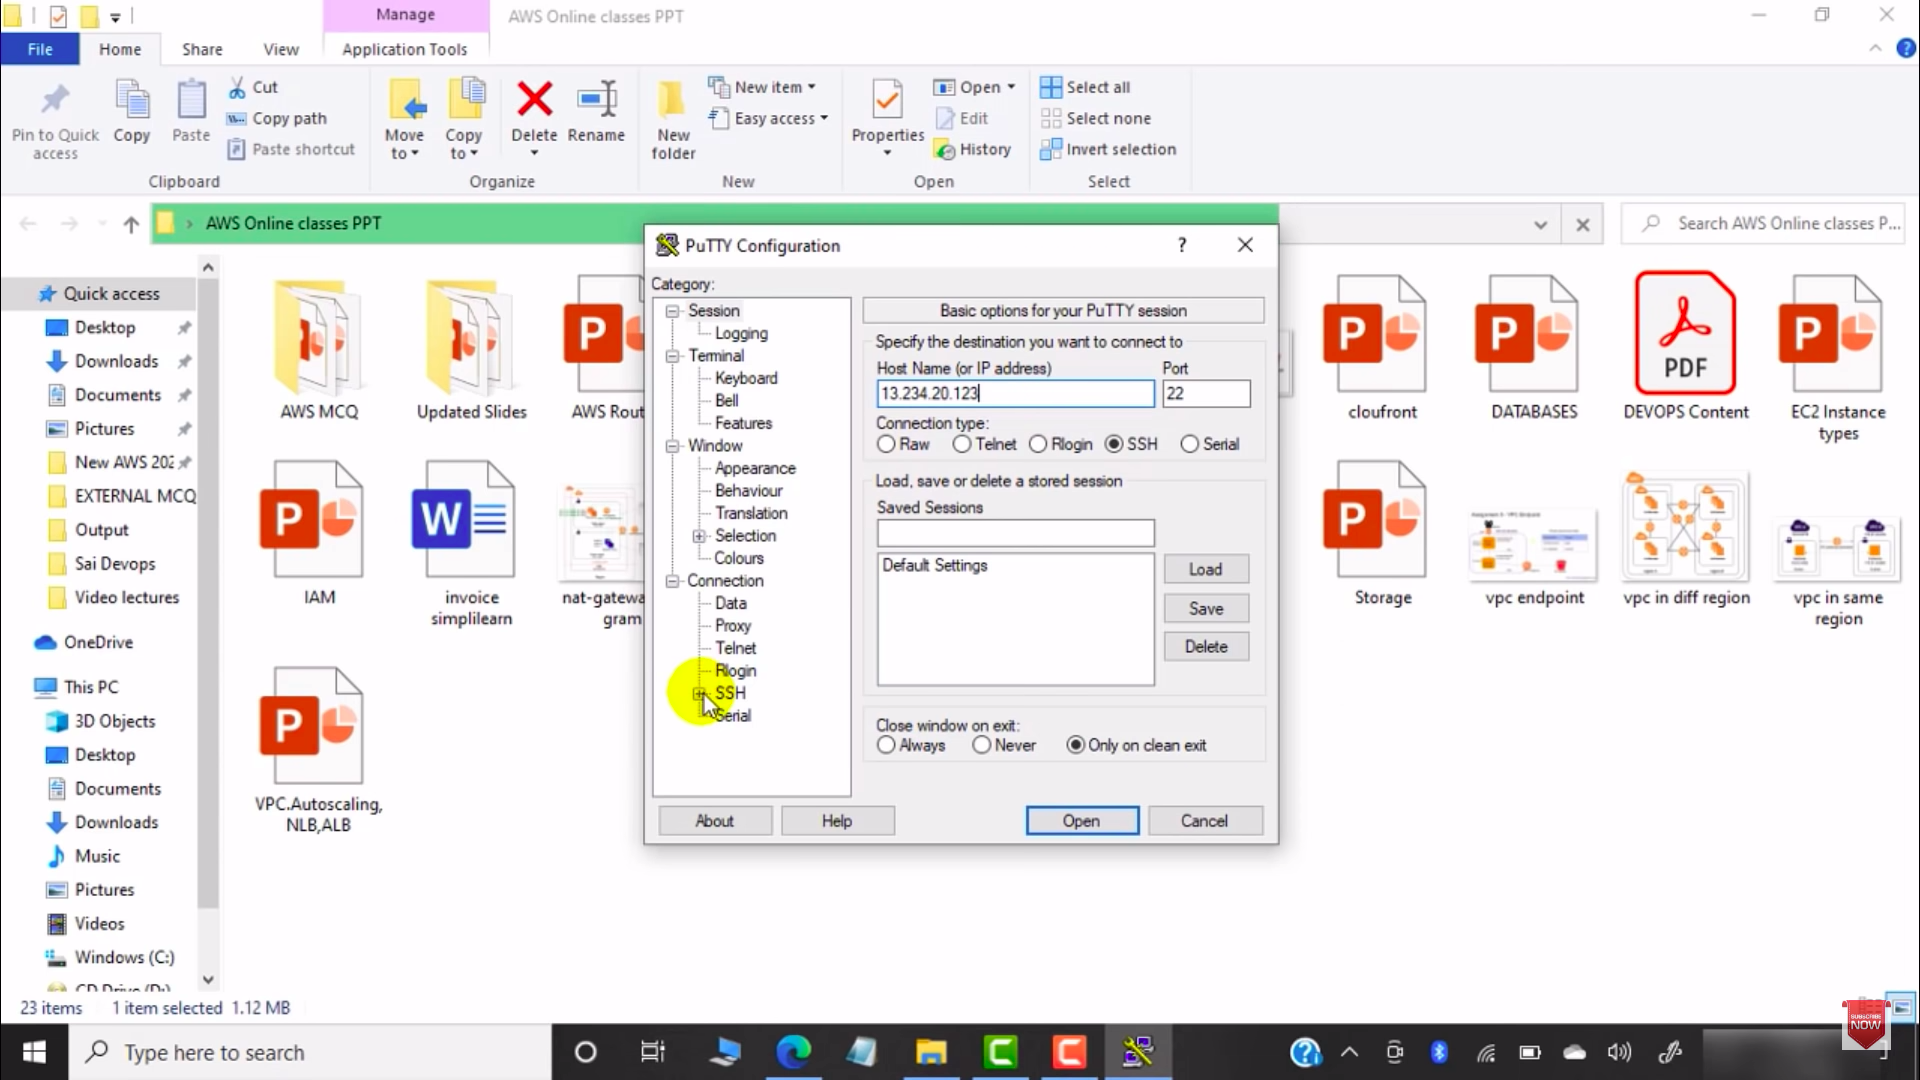 Manage
AWS Online classes PPT
File
Home
Share
View
Application Tools
Pin to Quick access
Copy
Paste
Cut
Copy path
Paste shortcut
Clipboard
Move to
Copy to
Delete
Rename
Organize
New folder
New item
Easy access
New
Properties
Open
Edit
History
Open
Select all
Select none
Invert selection
Select
AWS Online classes PPT
Search AWS Online classes P...
Quick access
Desktop
Downloads
Documents
Pictures
New AWS 202
EXTERNAL MCQ
Output
Sai Devops
Video lectures
OneDrive
This PC
3D Objects
Desktop
Documents
Downloads
Music
Pictures
Videos
Windows (C:)
CD Drive (D:)
AWS MCQ
Updated Slides
AWS Rout
IAM
invoice simplilearn
nat-gatewa
gram
VPC.Autoscaling,
NLB,ALB
PuTTY Configuration
?
Category:
Session
Logging
Terminal
Keyboard
Bell
Features
Window
Appearance
Behaviour
Translation
Selection
Colours
Connection
Data
Proxy
Telnet
Rlogin
SSH
Serial
Basic options for your PuTTY session
Specify the destination you want to connect to
Host Name (or IP address)
Port
13.234.20.123
22
Connection type:
Raw
Telnet
Rlogin
SSH
Serial
Load, save or delete a stored session
Saved Sessions
Default Settings
Load
Save
Delete
Close window on exit:
Always
Never
Only on clean exit
About
Help
Open
Cancel
cloufront
DATABASES
PDF
DEVOPS Content
EC2 Instance
types
Storage
vpc endpoint
vpc in diff region
vpc in same
region
23 items
1 item selected 1.12 MB
SUBSCRIBE
NOW
Type here to search